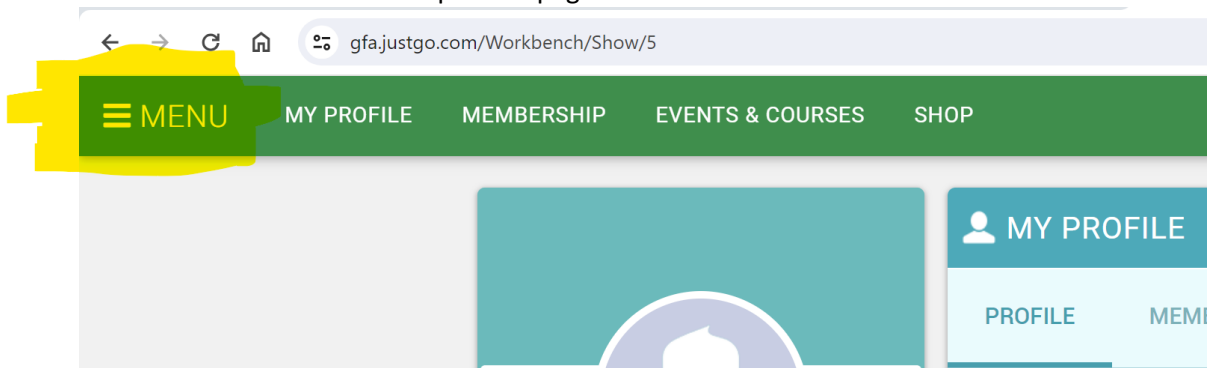 gfa.justgo.com/Workbench/Show/5
MENU MY PROFILE MEMBERSHIP EVENTS & COURSES SHOP
MY PROFILE
PROFILE